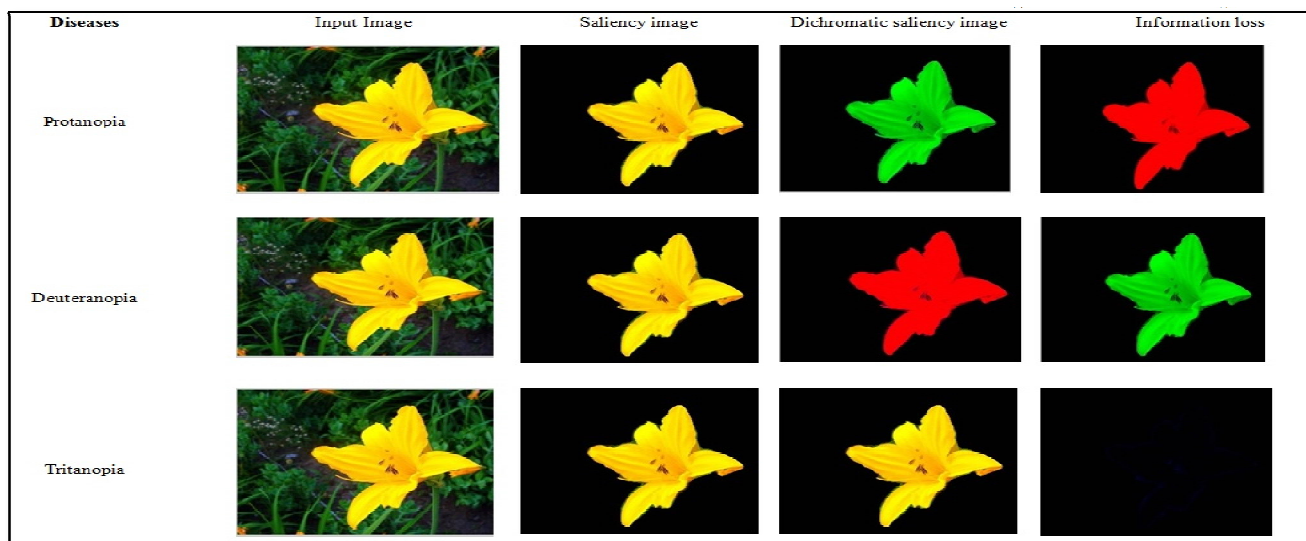 Diseases Input Image Saliency image Dichromatic saliency image Information loss
Protanopia
Deuteranopia
Tritanopia